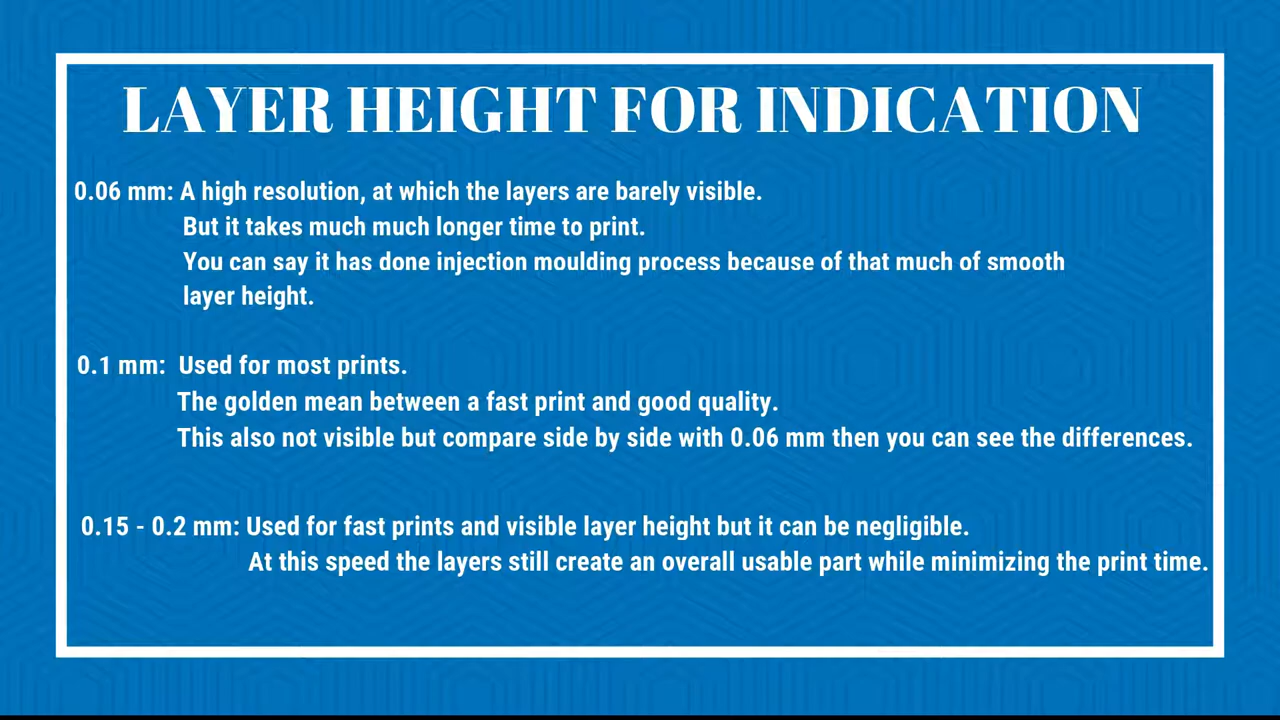 LAYER HEIGHT FOR INDICATION
0.06 mm: A high resolution, at which the layers are barely visible.
But it takes much much longer time to print.
You can say it has done injection moulding process because of that much of smooth
layer height.
0.1 mm: Used for most prints.
The golden mean between a fast print and good quality.
This also not visible but compare side by side with 0.06 mm then you can see the differences.
0.15 - 0.2 mm: Used for fast prints and visible layer height but it can be negligible.
At this speed the layers still create an overall usable part while minimizing the print time.